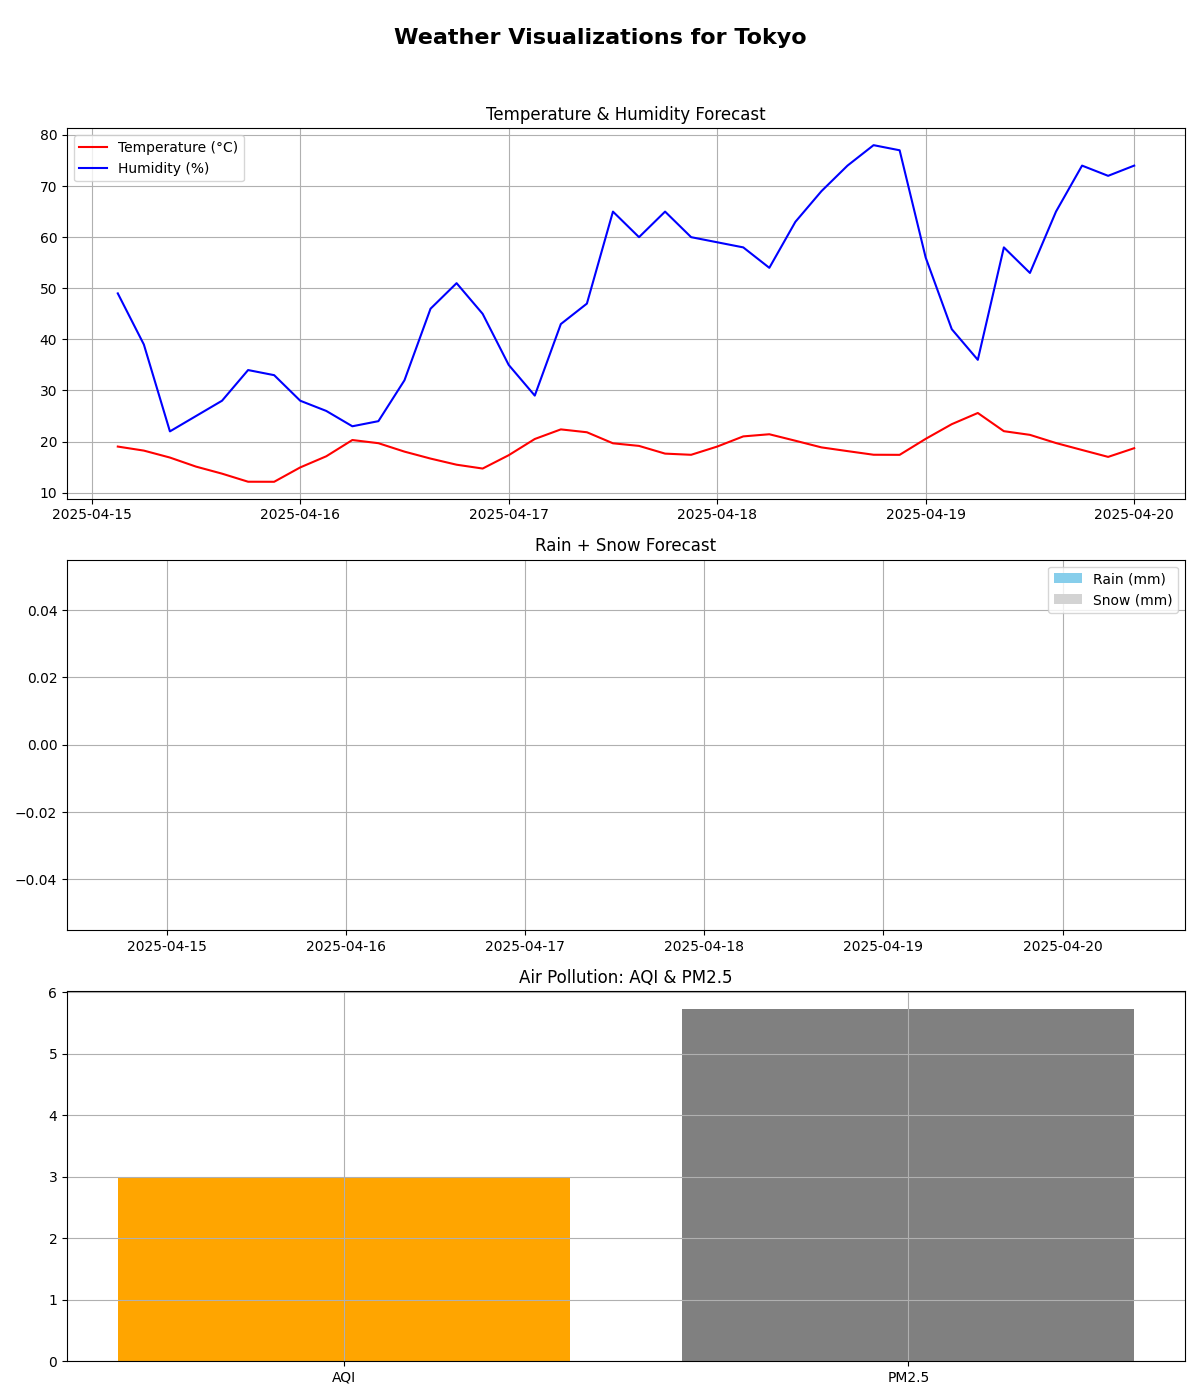 Weather Visualizations for Tokyo
Temperature & Humidity Forecast
80
70
60
50
40
30
20
10
Temperature (°C)
Humidity (%)
2025-04-15 2025-04-16 2025-04-17 2025-04-18 2025-04-19 2025-04-20
Rain + Snow Forecast
0.04
0.02
0.00
−0.02
−0.04
Rain (mm)
Snow (mm)
2025-04-15 2025-04-16 2025-04-17 2025-04-18 2025-04-19 2025-04-20
Air Pollution: AQI & PM2.5
6
5
4
3
2
1
0
AQI PM2.5